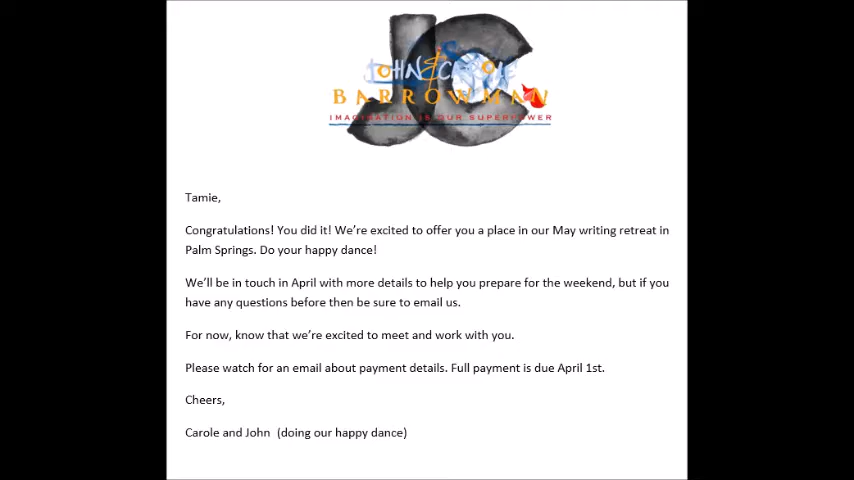 JC
JOHN & CAROLE
BARROWMAN
IMAGINATION IS OUR SUPERPOWER
Tamie,
Congratulations! You did it! We’re excited to offer you a place in our May writing retreat in
Palm Springs. Do your happy dance!
We’ll be in touch in April with more details to help you prepare for the weekend, but if you
have any questions before then be sure to email us.
For now, know that we’re excited to meet and work with you.
Please watch for an email about payment details. Full payment is due April 1st.
Cheers,
Carole and John  (doing our happy dance)